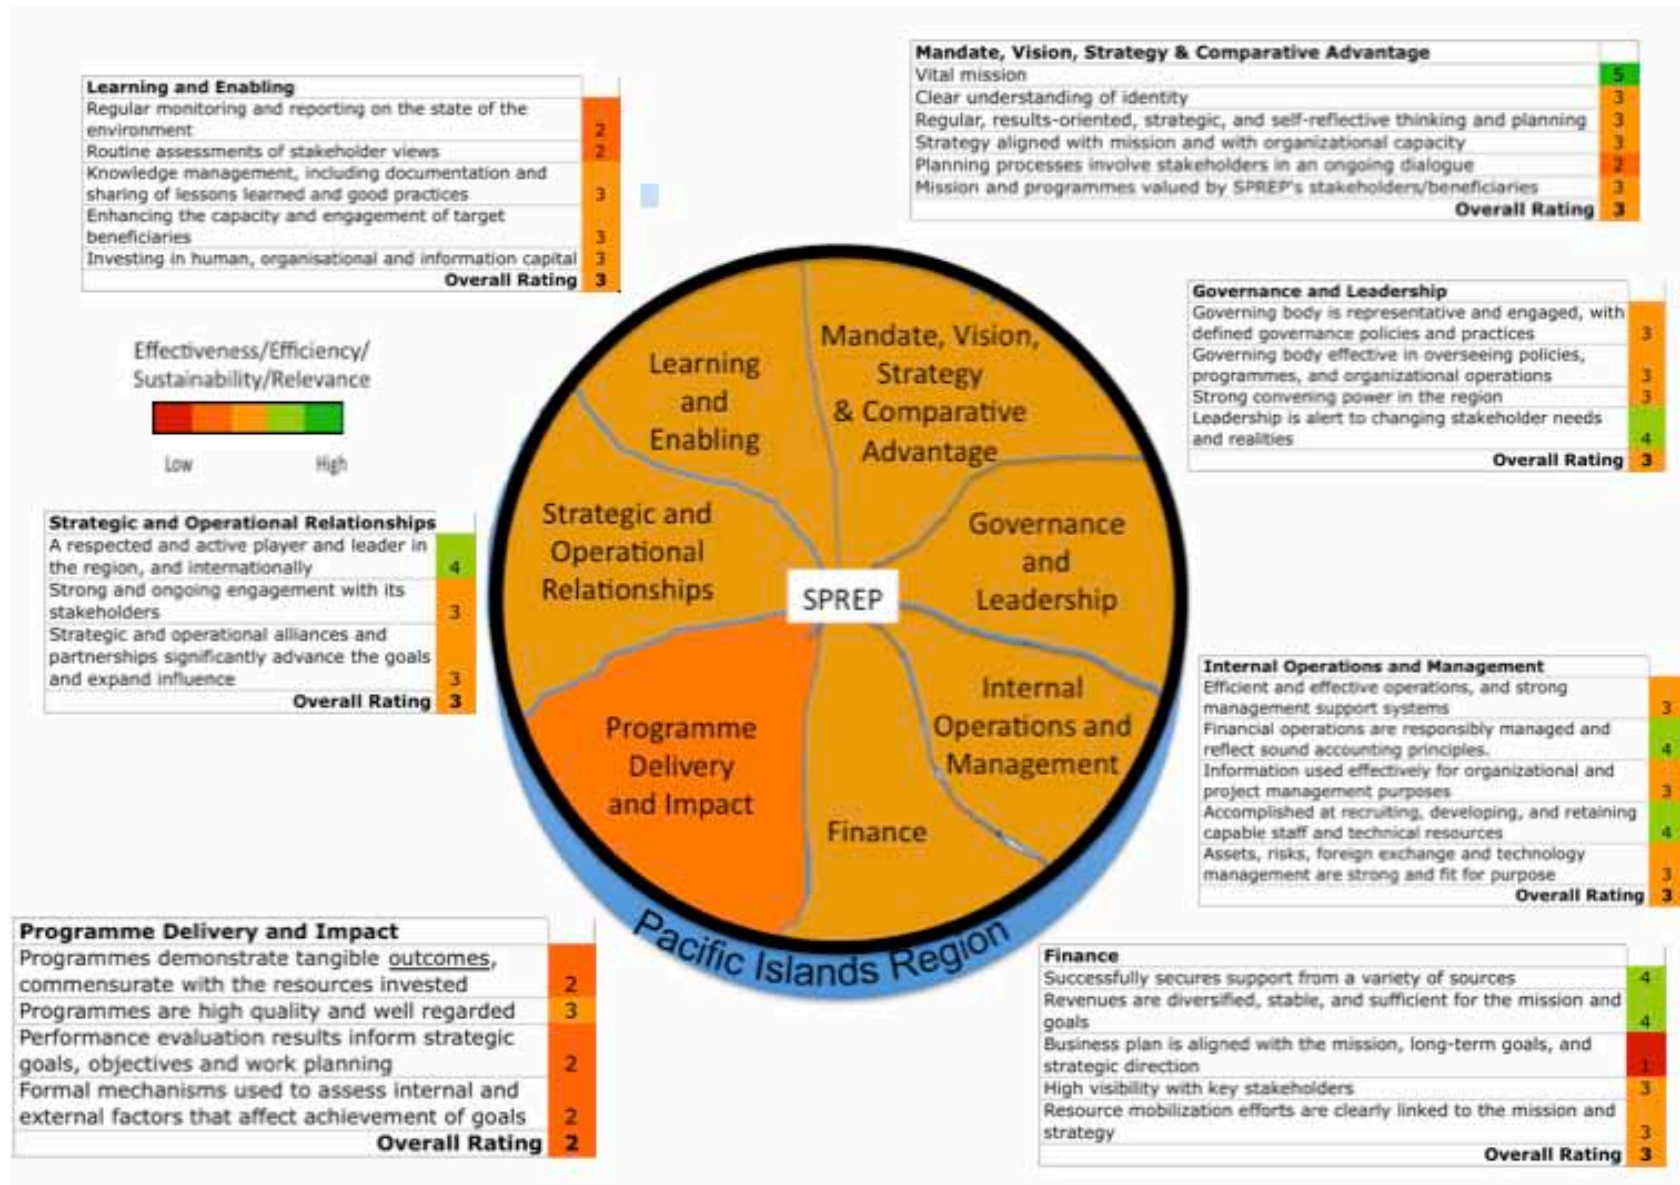 Learning and Enabling
Regular monitoring and reporting on the state of the
environment 2
Routine assessments of stakeholder views 2
Knowledge management, including documentation and
sharing of lessons learned and good practices 3
Enhancing the capacity and engagement of target
beneficiaries 3
Investing in human, organisational and information capital 3
Overall Rating 3
Mandate, Vision, Strategy & Comparative Advantage
Vital mission 5
Clear understanding of identity 3
Regular, results-oriented, strategic, and self-reflective thinking and planning 3
Strategy aligned with mission and with organizational capacity 3
Planning processes involve stakeholders in an ongoing dialogue 2
Mission and programmes valued by SPREP's stakeholders/beneficiaries 3
Overall Rating 3
Governance and Leadership
Governing body is representative and engaged, with
defined governance policies and practices 3
Governing body effective in overseeing policies,
programmes, and organizational operations 3
Strong convening power in the region 3
Leadership is alert to changing stakeholder needs
and realities 4
Overall Rating 3
Effectiveness/Efficiency/
Sustainability/Relevance
Low High
Learning
and
Enabling
Mandate, Vision,
Strategy
& Comparative
Advantage
Strategic and
Operational
Relationships
Governance
and
Leadership
SPREP
Internal
Operations and
Management
Programme
Delivery
and Impact
Finance
Pacific Islands Region
Strategic and Operational Relationships
A respected and active player and leader in
the region, and internationally 4
Strong and ongoing engagement with its
stakeholders 3
Strategic and operational alliances and
partnerships significantly advance the goals
and expand influence 3
Overall Rating 3
Internal Operations and Management
Efficient and effective operations, and strong
management support systems 3
Financial operations are responsibly managed and
reflect sound accounting principles. 4
Information used effectively for organizational and
project management purposes 3
Accomplished at recruiting, developing, and retaining
capable staff and technical resources 4
Assets, risks, foreign exchange and technology
management are strong and fit for purpose 3
Overall Rating 3
Programme Delivery and Impact
Programmes demonstrate tangible outcomes,
commensurate with the resources invested 2
Programmes are high quality and well regarded 3
Performance evaluation results inform strategic
goals, objectives and work planning 2
Formal mechanisms used to assess internal and
external factors that affect achievement of goals 2
Overall Rating 2
Finance
Successfully secures support from a variety of sources 4
Revenues are diversified, stable, and sufficient for the mission and
goals 4
Business plan is aligned with the mission, long-term goals, and
strategic direction 1
High visibility with key stakeholders 3
Resource mobilization efforts are clearly linked to the mission and
strategy 3
Overall Rating 3